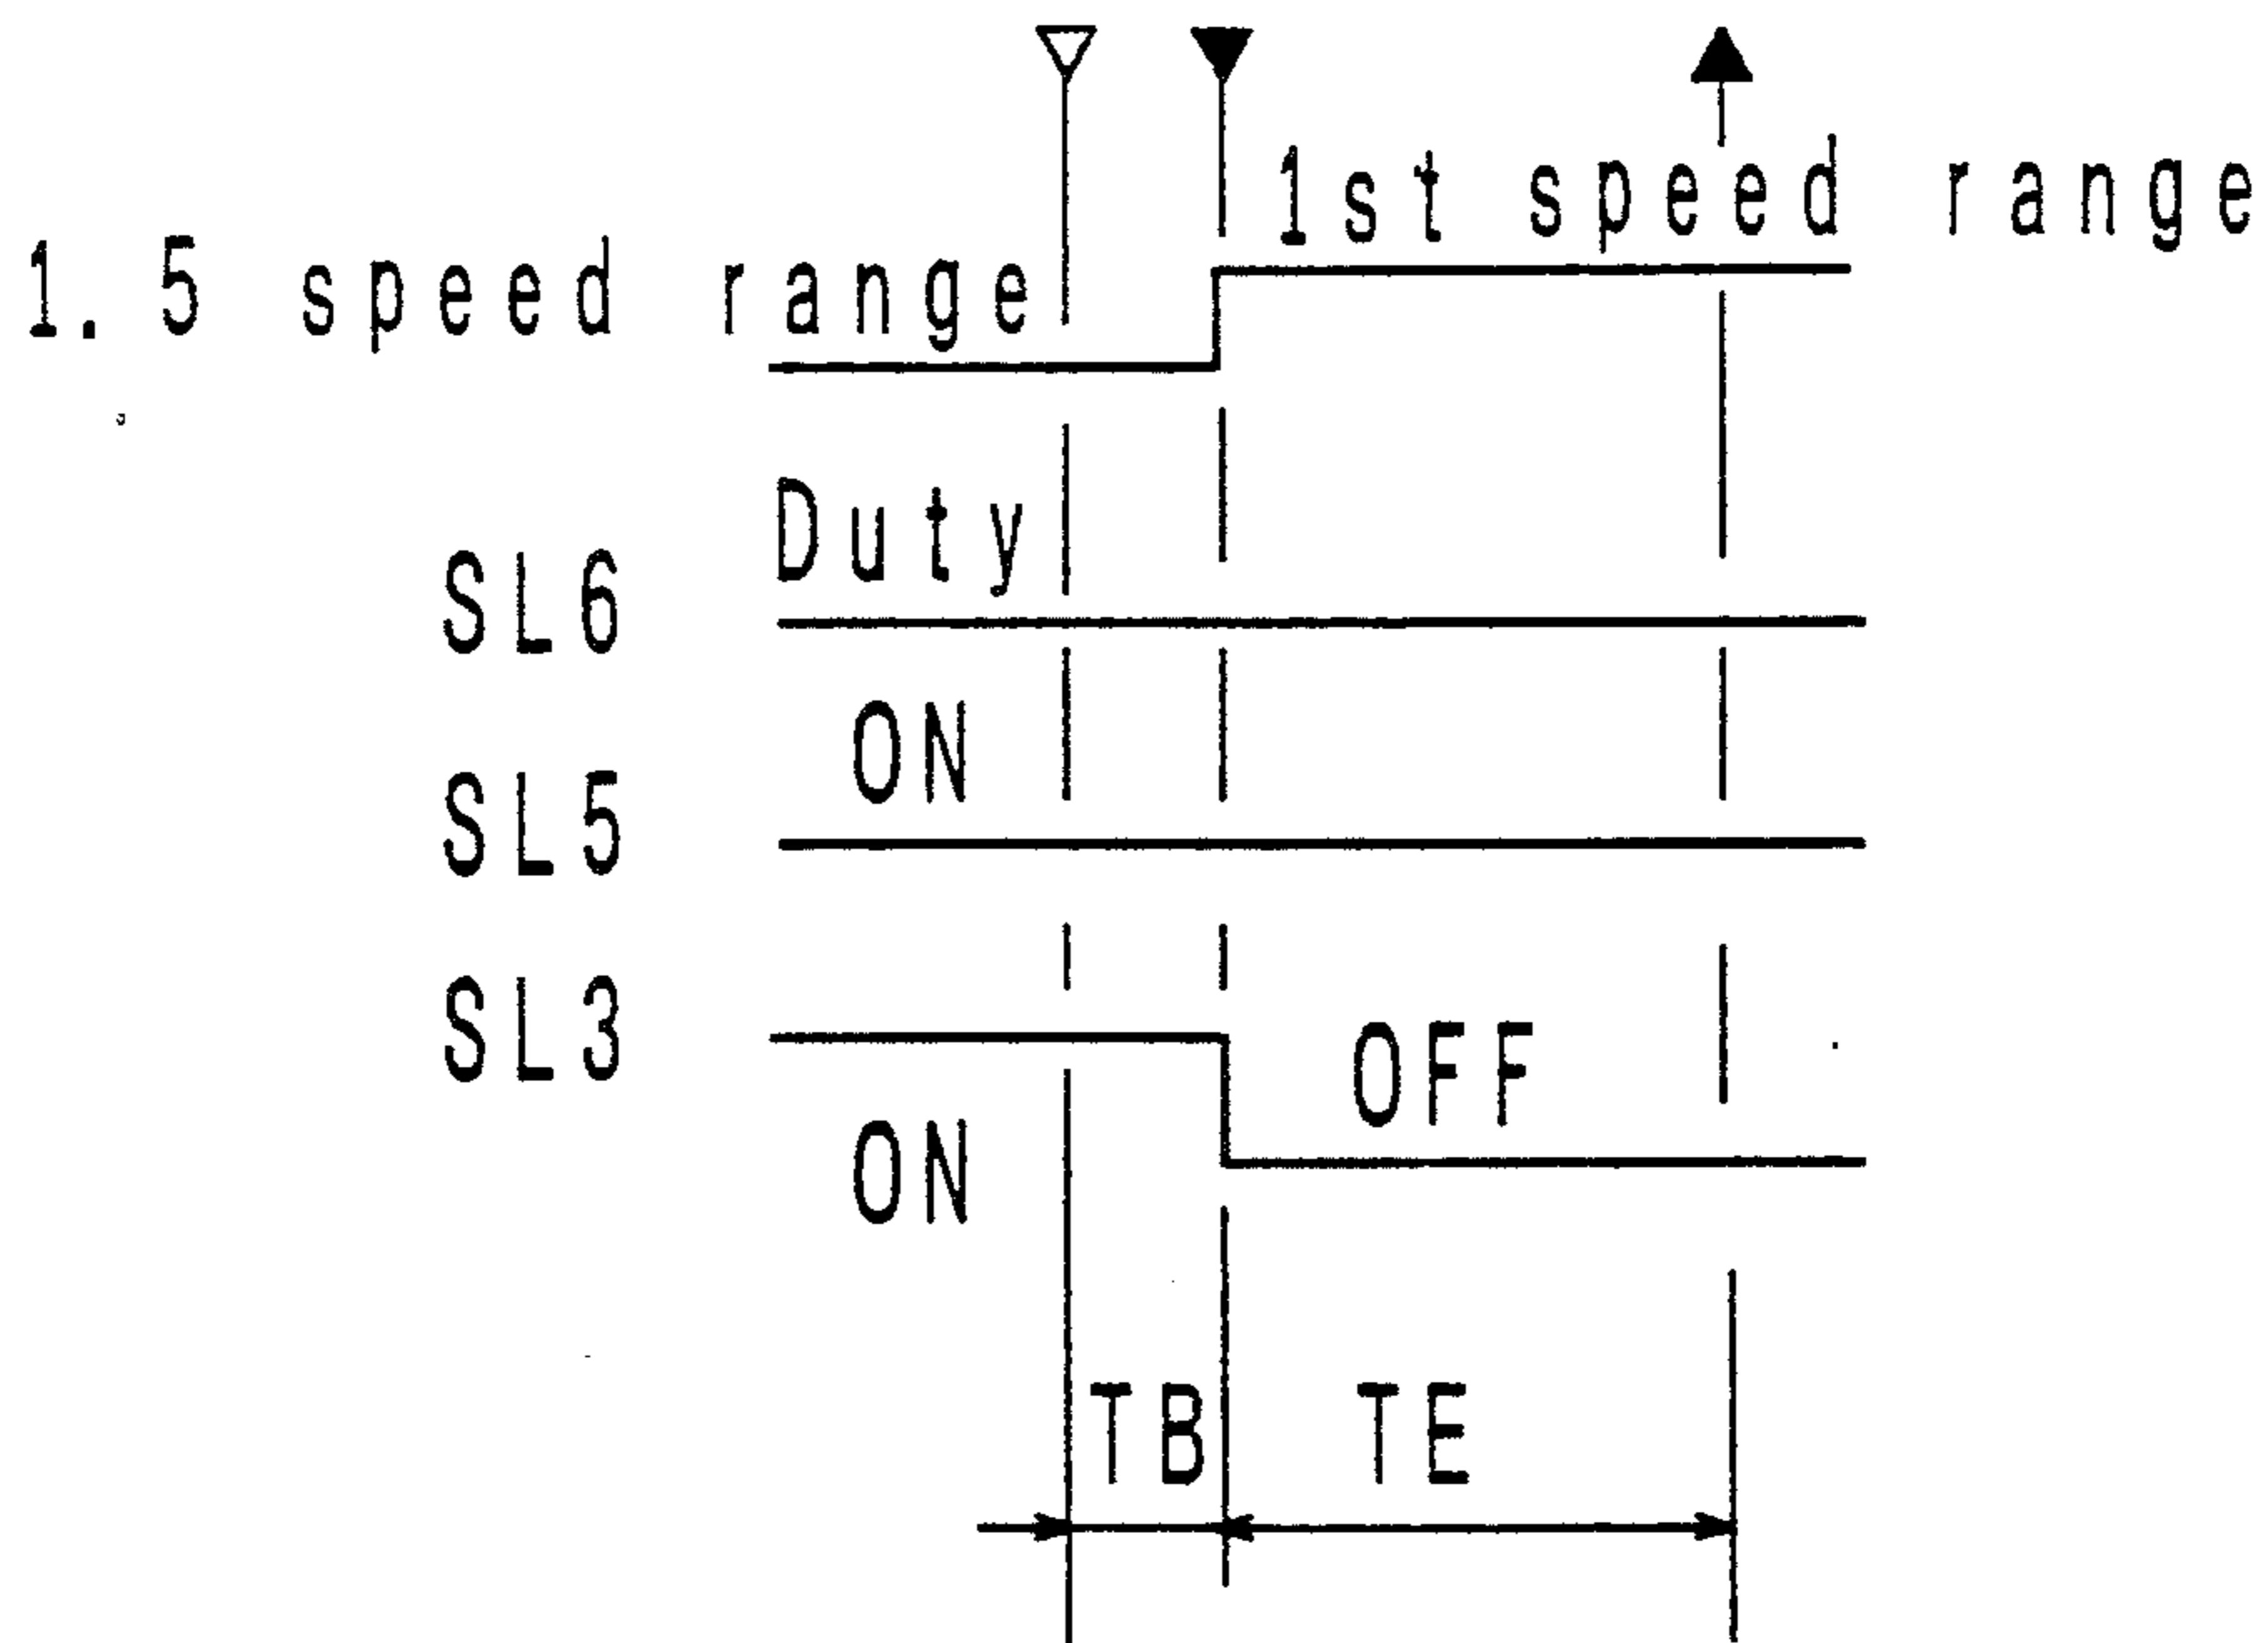 1st speed range
1.5 speed range
Duty
SL6
ON
SL5
SL3
OFF
ON
TB TE